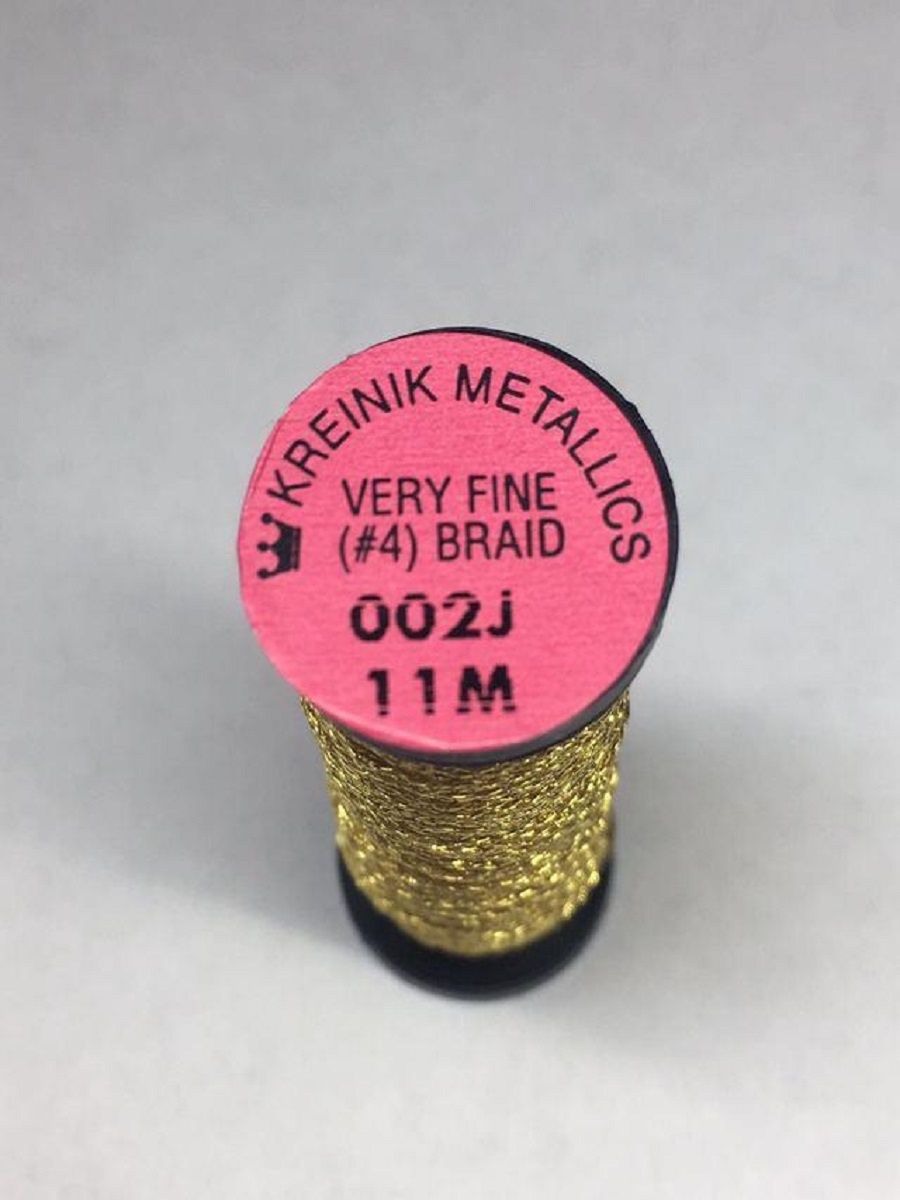 KREINIK METALLICS
VERY FINE
(#4) BRAID
002J
11M